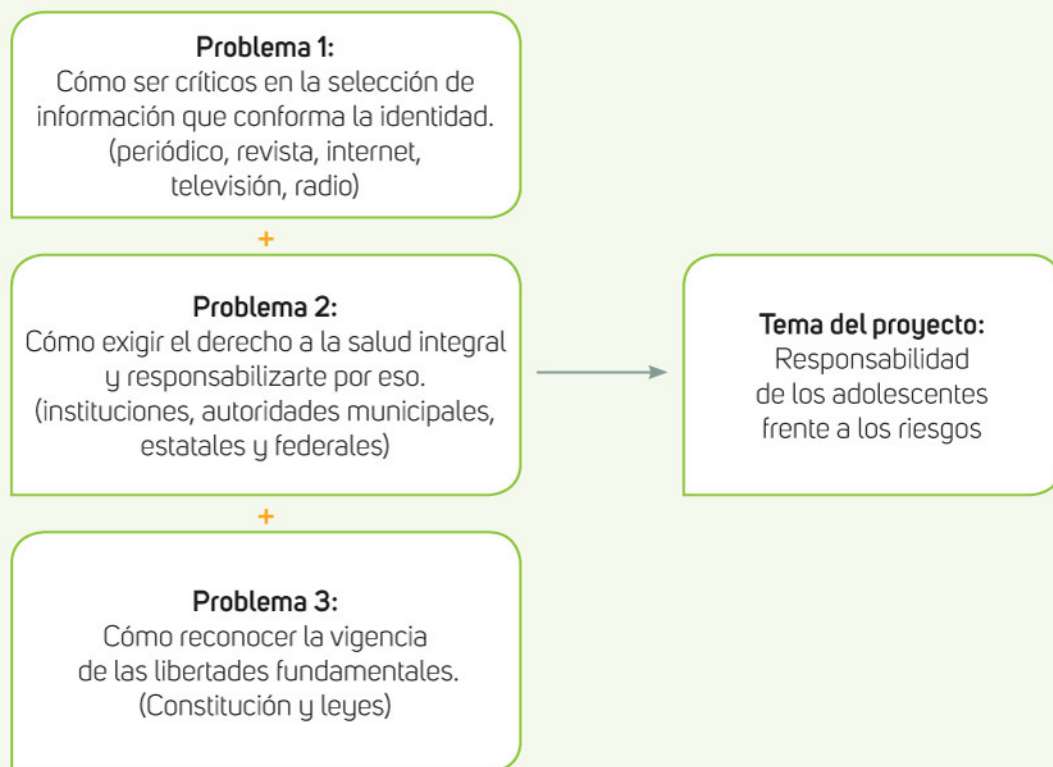 Problema 1:
Cómo ser críticos en la selección de
información que conforma la identidad.
(periódico, revista, internet,
televisión, radio)
+
Problema 2:
Cómo exigir el derecho a la salud integral
y responsabilizarte por eso.
(instituciones, autoridades municipales,
estatales y federales)
+
Problema 3:
Cómo reconocer la vigencia
de las libertades fundamentales.
(Constitución y leyes)
Tema del proyecto:
Responsabilidad
de los adolescentes
frente a los riesgos